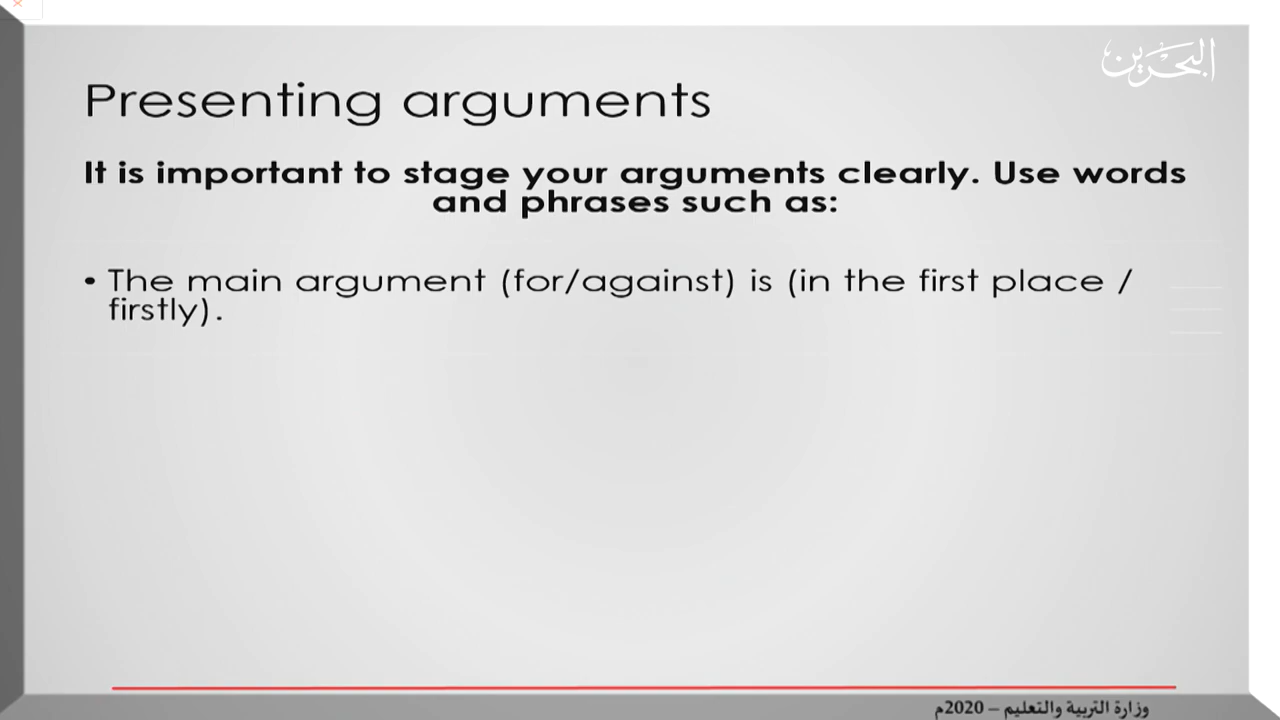 البحرين
Presenting arguments
It is important to stage your arguments clearly. Use words
and phrases such as:
• The main argument (for/against) is (in the first place /
firstly).
وزارة التربية والتعليم – 2020م